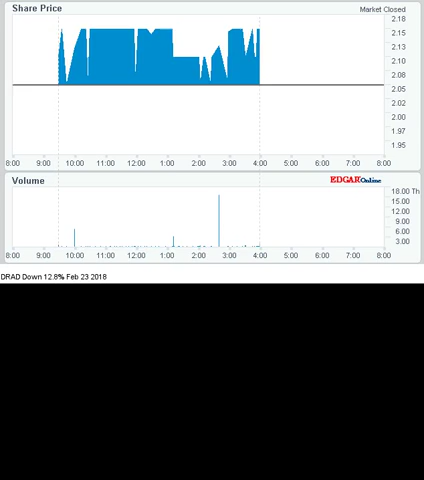 Share Price
Market Closed
2.18
2.15
2.13
2.10
2.08
2.05
2.02
2.00
1.97
1.95
8:00 9:00 10:00 11:00 12:00 1:00 2:00 3:00 4:00 5:00 6:00 7:00 8:00
Volume
EDGAROnline
18.00 Th
15.00
12.00
9.00
6.00
3.00
8:00 9:00 10:00 11:00 12:00 1:00 2:00 3:00 4:00 5:00 6:00 7:00 8:00
DRAD Down 12.8% Feb 23 2018